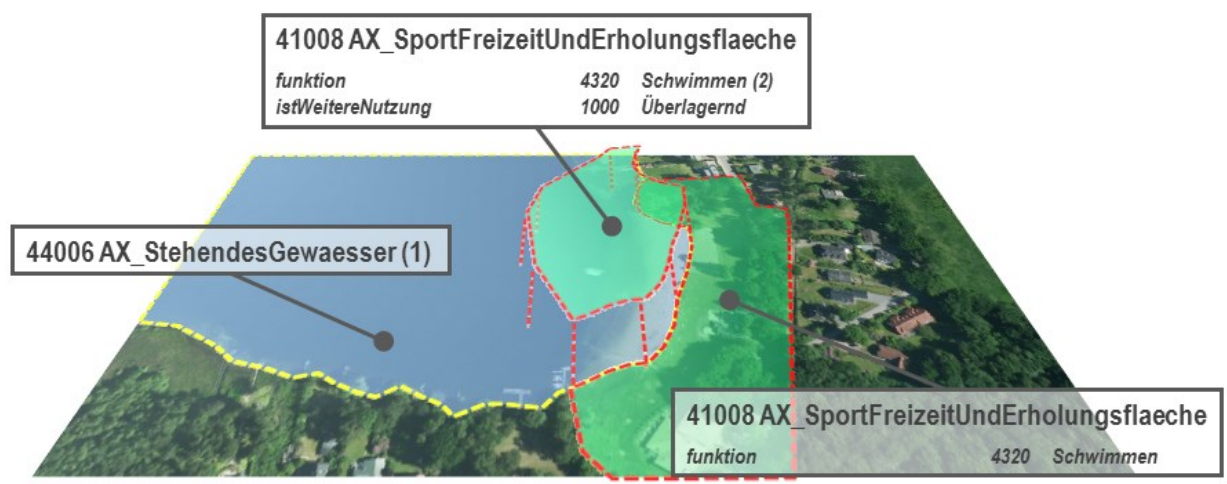 41008 AX_SportFreizeitUndErholungsflaeche
funktion 4320 Schwimmen (2)
istWeitereNutzung 1000 Überlagernd
44006 AX_StehendesGewaesser (1)
41008 AX_SportFreizeitUndErholungsflaeche
funktion 4320 Schwimmen